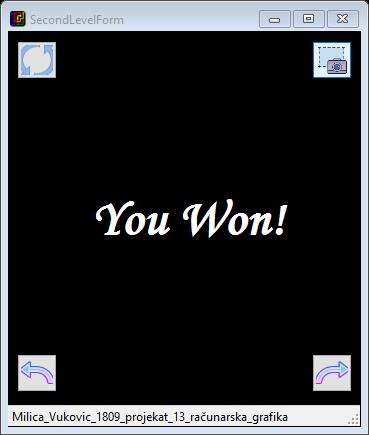 SecondLevelForm
You Won!
Milica_Vukovic_1809_projekat_13_računarska_grafika